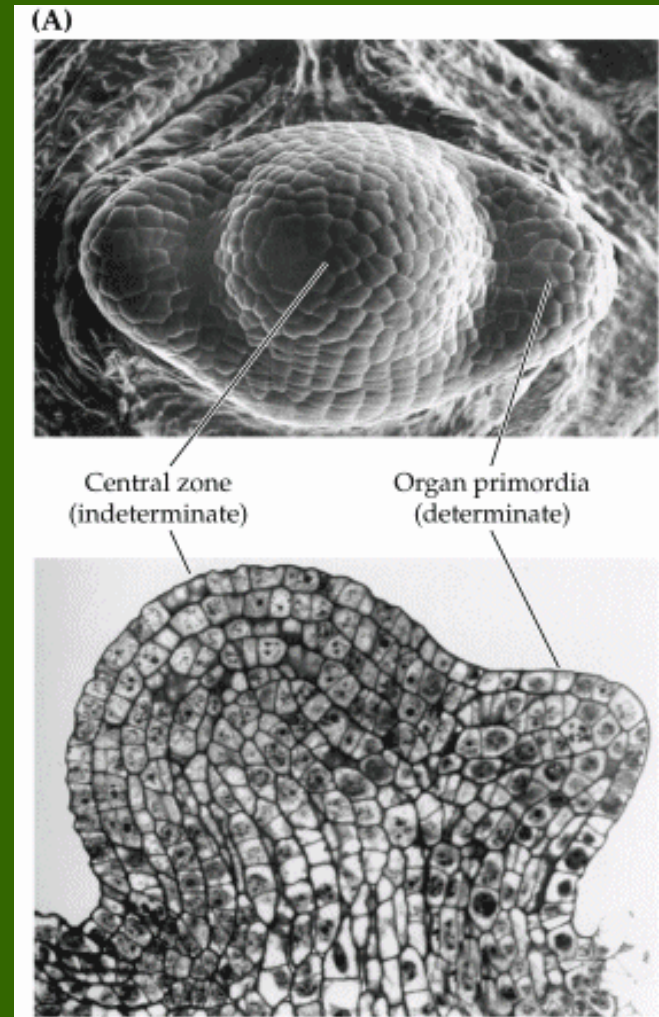 (A)
Central zone
(indeterminate)
Organ primordia
(determinate)